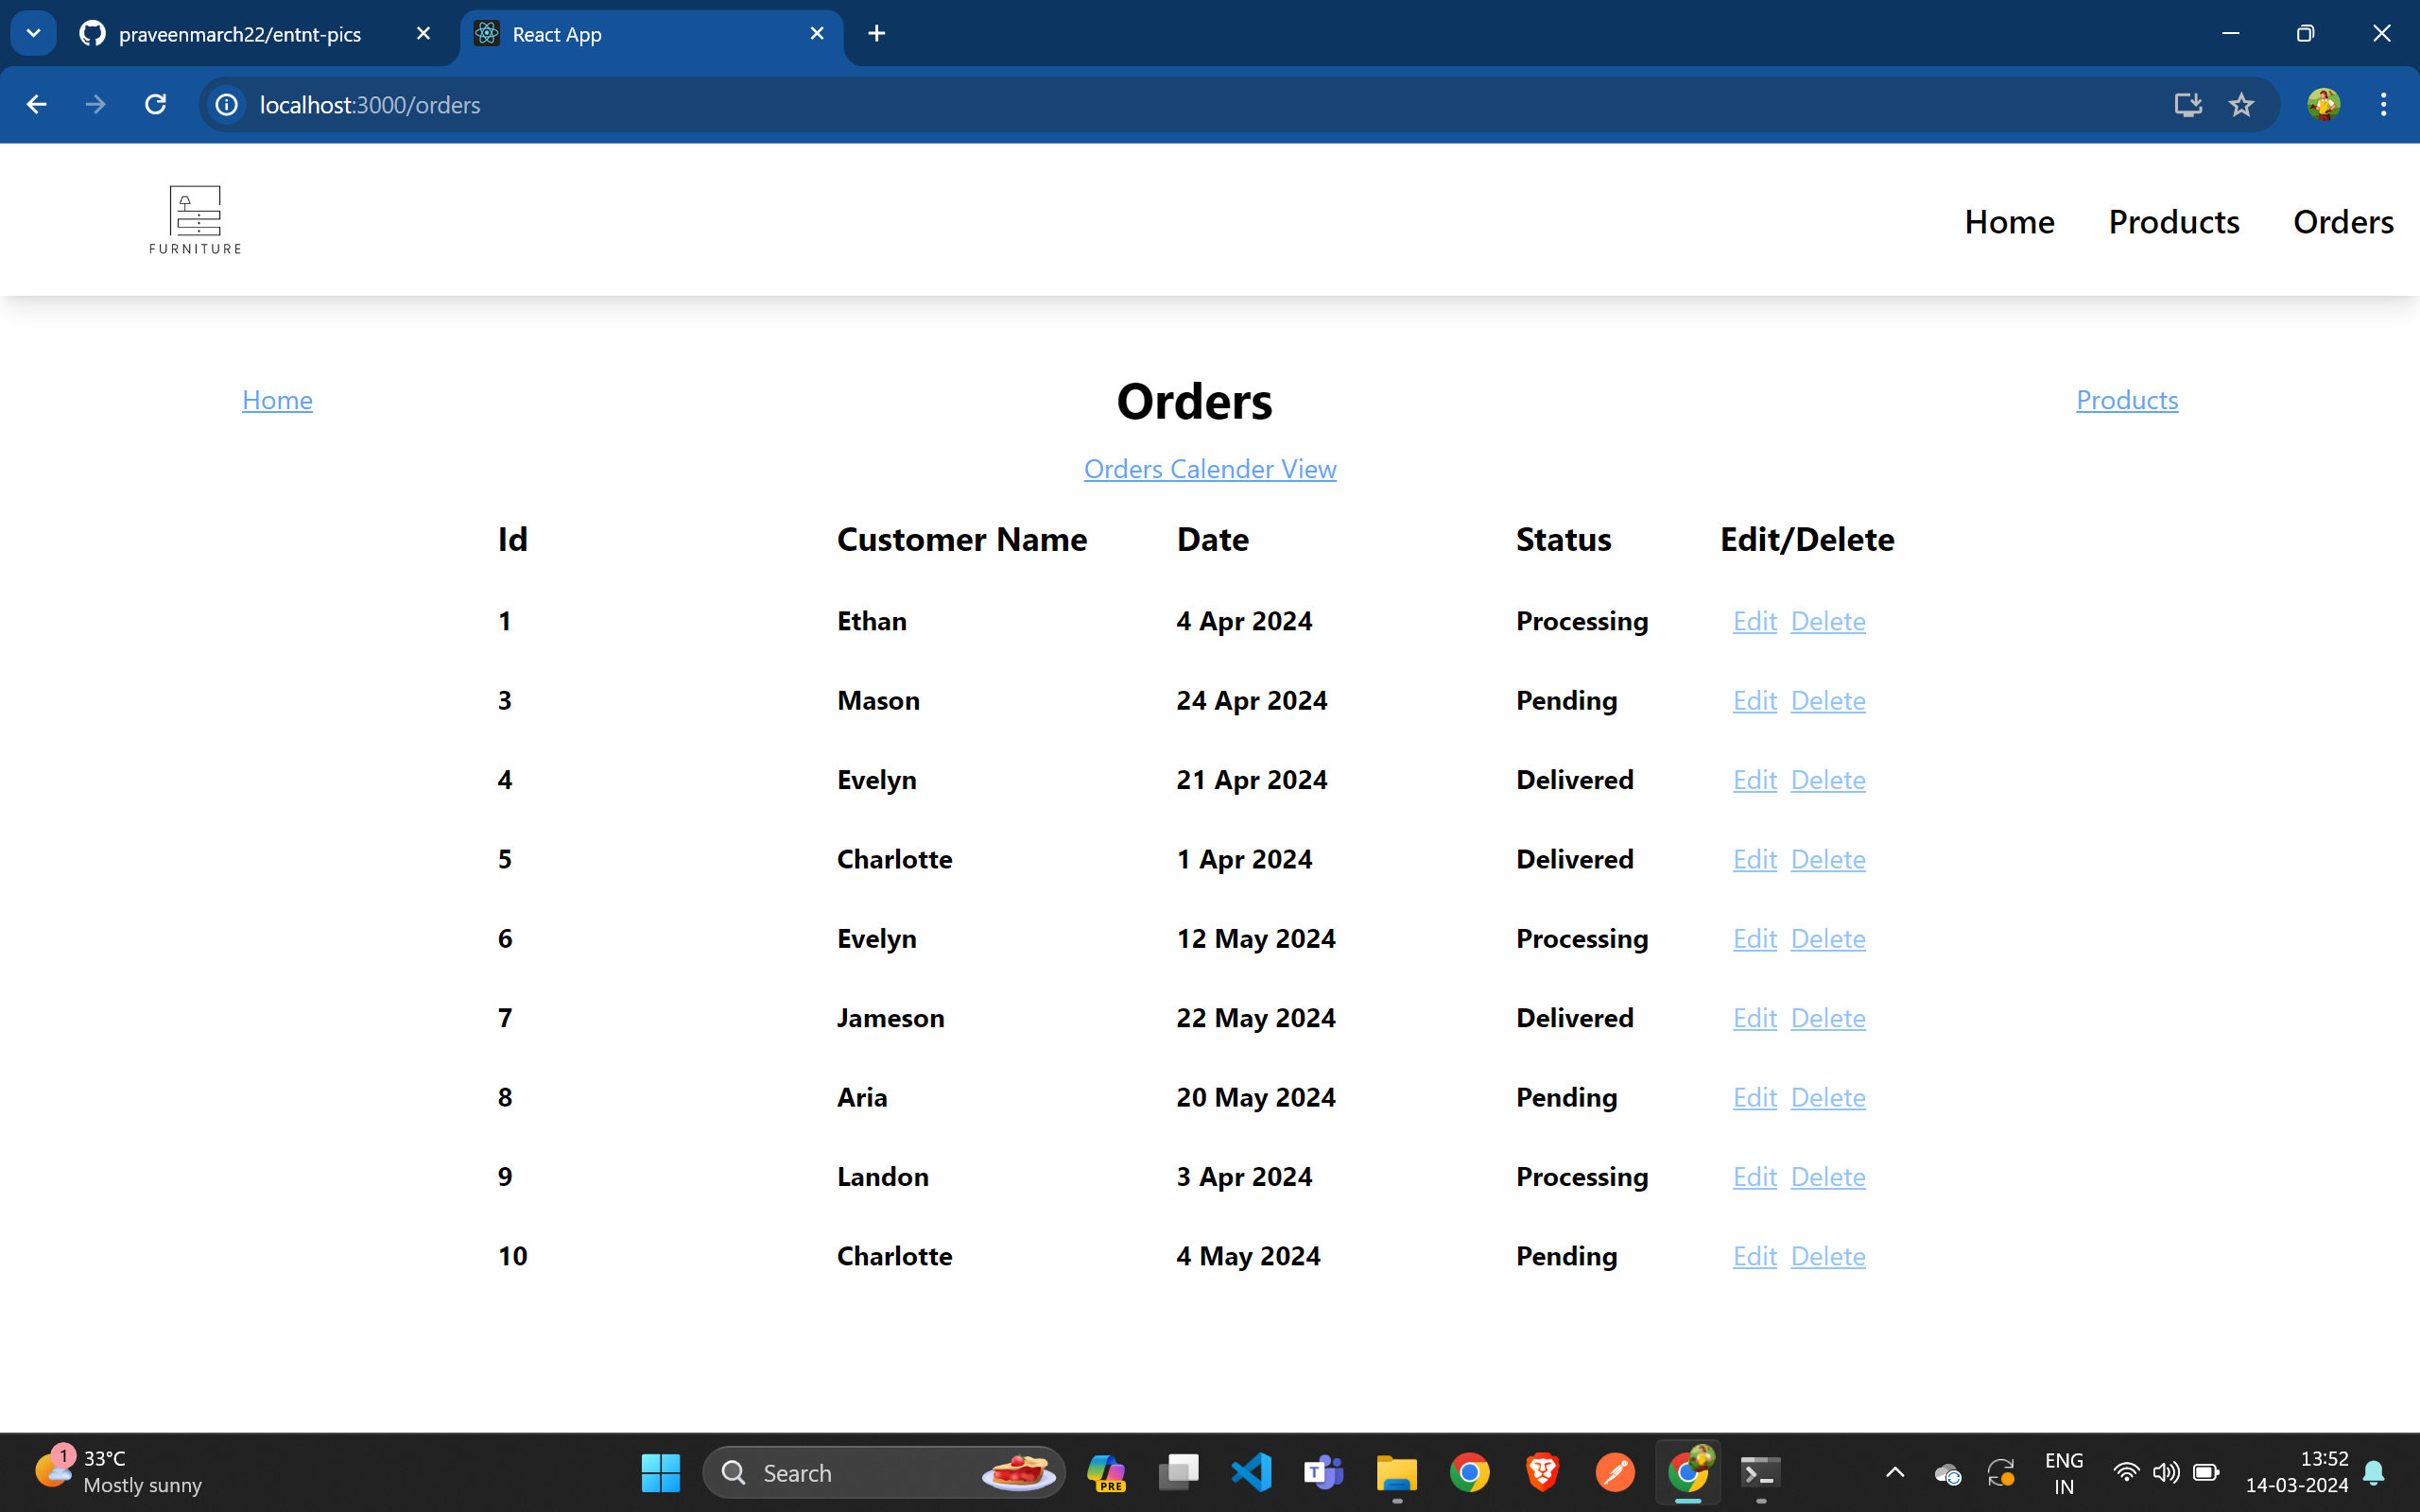 praveenmarch22/entnt-pics
React App
localhost:3000/orders
FURNITURE
Home Products Orders
Home Orders Products
Orders Calender View
Id Customer Name Date Status Edit/Delete
1 Ethan 4 Apr 2024 Processing Edit Delete
3 Mason 24 Apr 2024 Pending Edit Delete
4 Evelyn 21 Apr 2024 Delivered Edit Delete
5 Charlotte 1 Apr 2024 Delivered Edit Delete
6 Evelyn 12 May 2024 Processing Edit Delete
7 Jameson 22 May 2024 Delivered Edit Delete
8 Aria 20 May 2024 Pending Edit Delete
9 Landon 3 Apr 2024 Processing Edit Delete
10 Charlotte 4 May 2024 Pending Edit Delete
1
33°C
Mostly sunny
Search
PRE
T
ENG
IN
13:52
14-03-2024